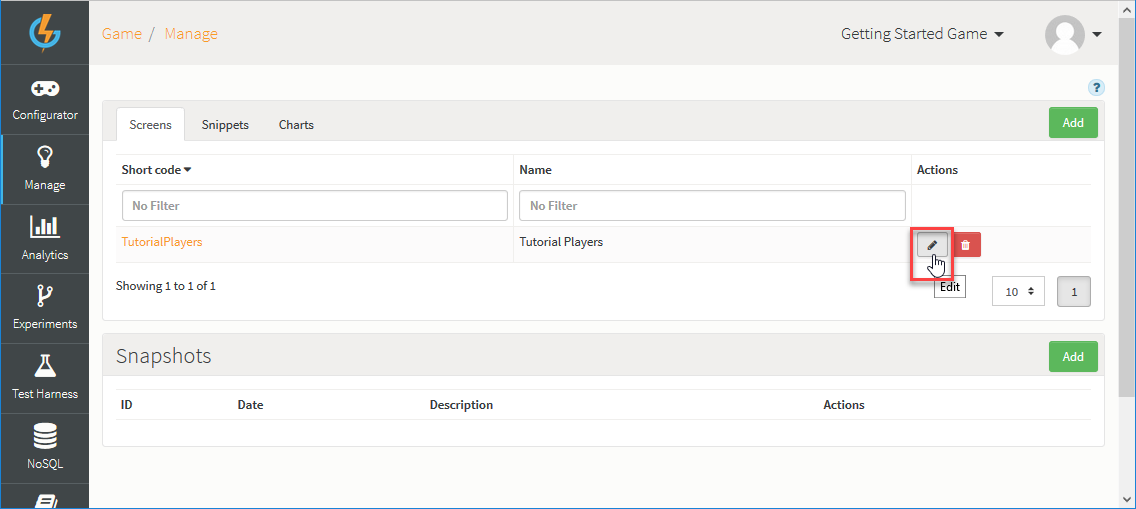 Game / Manage
Getting Started Game
Configurator
Manage
Analytics
Experiments
Test Harness
NoSQL
?
Screens Snippets Charts
Add
Short code Name Actions
No Filter No Filter
TutorialPlayers Tutorial Players
Edit
Showing 1 to 1 of 1
10 1
Snapshots
Add
ID Date Description Actions